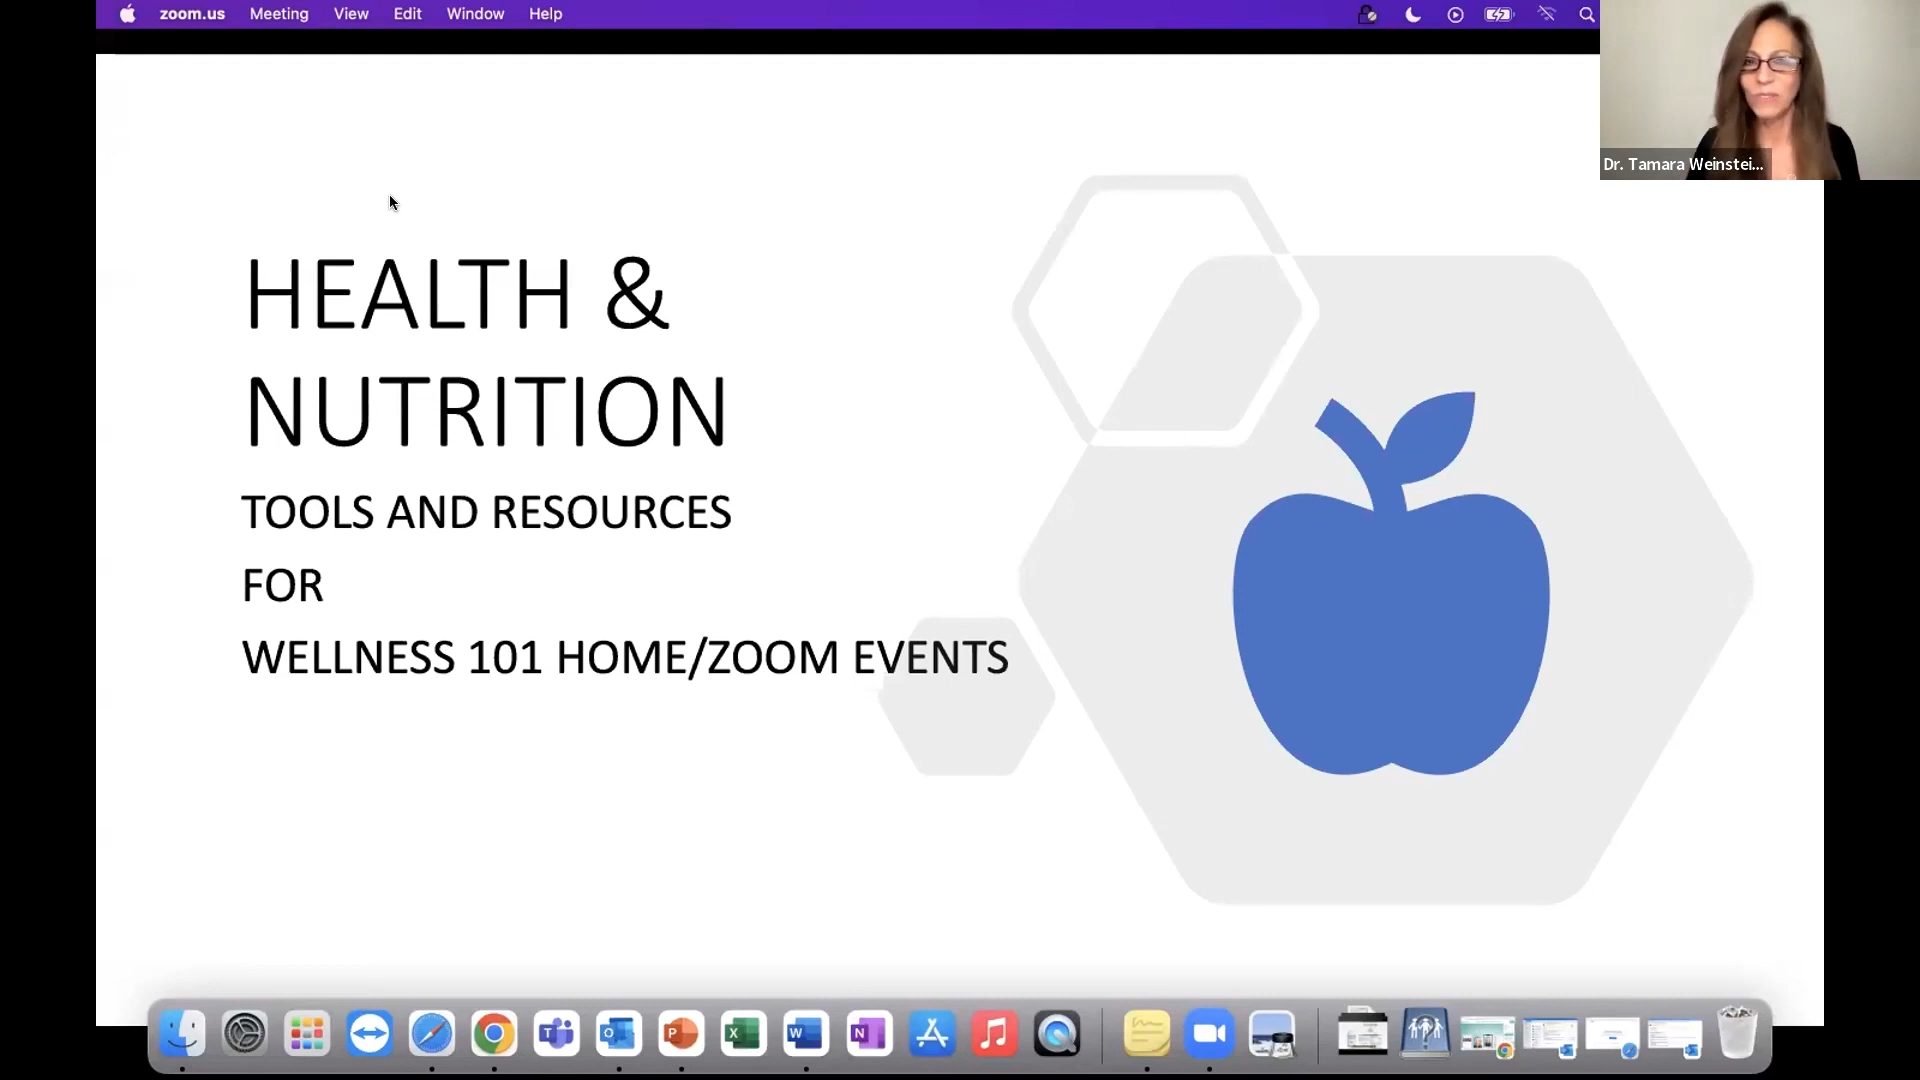 zoom.us Meeting View Edit Window Help
Dr. Tamara Weinstei...
HEALTH &
NUTRITION
TOOLS AND RESOURCES
FOR
WELLNESS 101 HOME/ZOOM EVENTS